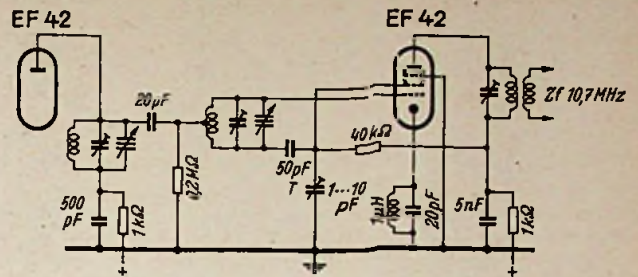 EF 42
EF 42
20pF
Zf 10,7 MHz
40kΩ
50pF
T
1...10
pF
0,2MΩ
500
pF
1kΩ
1µH
20pF
5nF
1kΩ
+
+